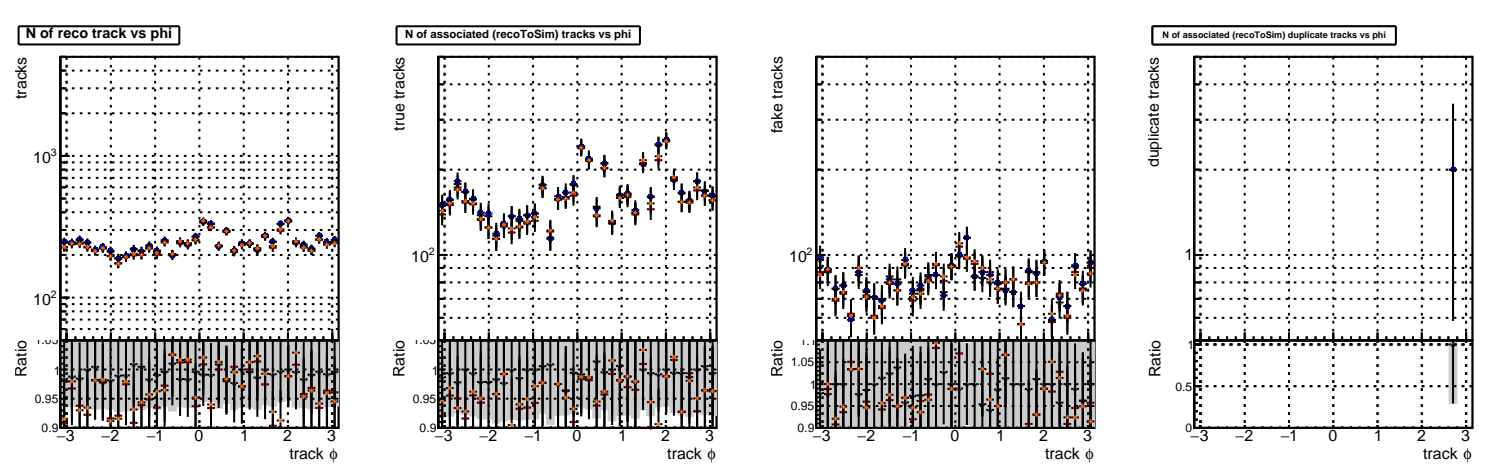 N of reco track vs phi
tracks
10³
10²
Ratio
1
0.95
0.9
−3 −2 −1 0 1 2 3
track ϕ
N of associated (recoToSim) tracks vs phi
true tracks
10²
Ratio
1
0.95
0.9
−3 −2 −1 0 1 2 3
track ϕ
fake tracks
10²
Ratio
1.05
1
0.95
0.9
−3 −2 −1 0 1 2 3
track ϕ
N of associated (recoToSim) duplicate tracks vs phi
duplicate tracks
1
Ratio
1
0.5
0
−3 −2 −1 0 1 2 3
track ϕ